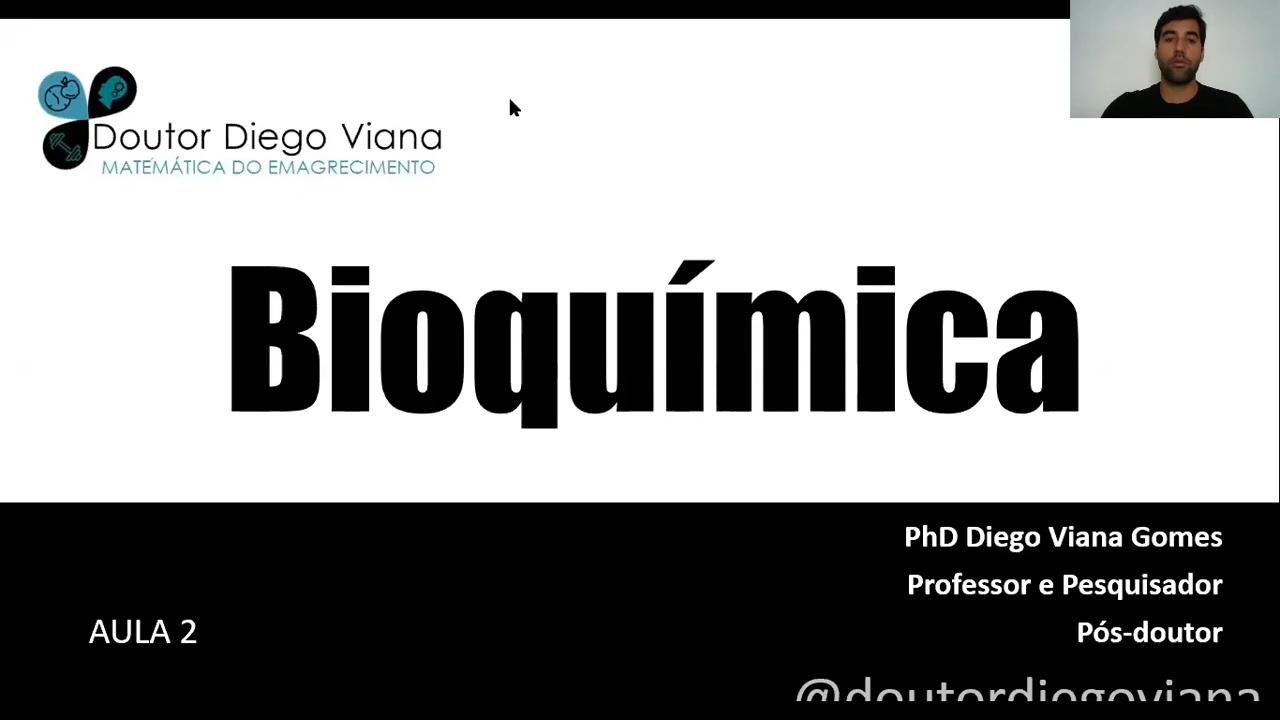 Doutor Diego Viana
MATEMÁTICA DO EMAGRECIMENTO
Bioquímica
PhD Diego Viana Gomes
Professor e Pesquisador
AULA 2
Pós-doutor
@doutordiegoviana